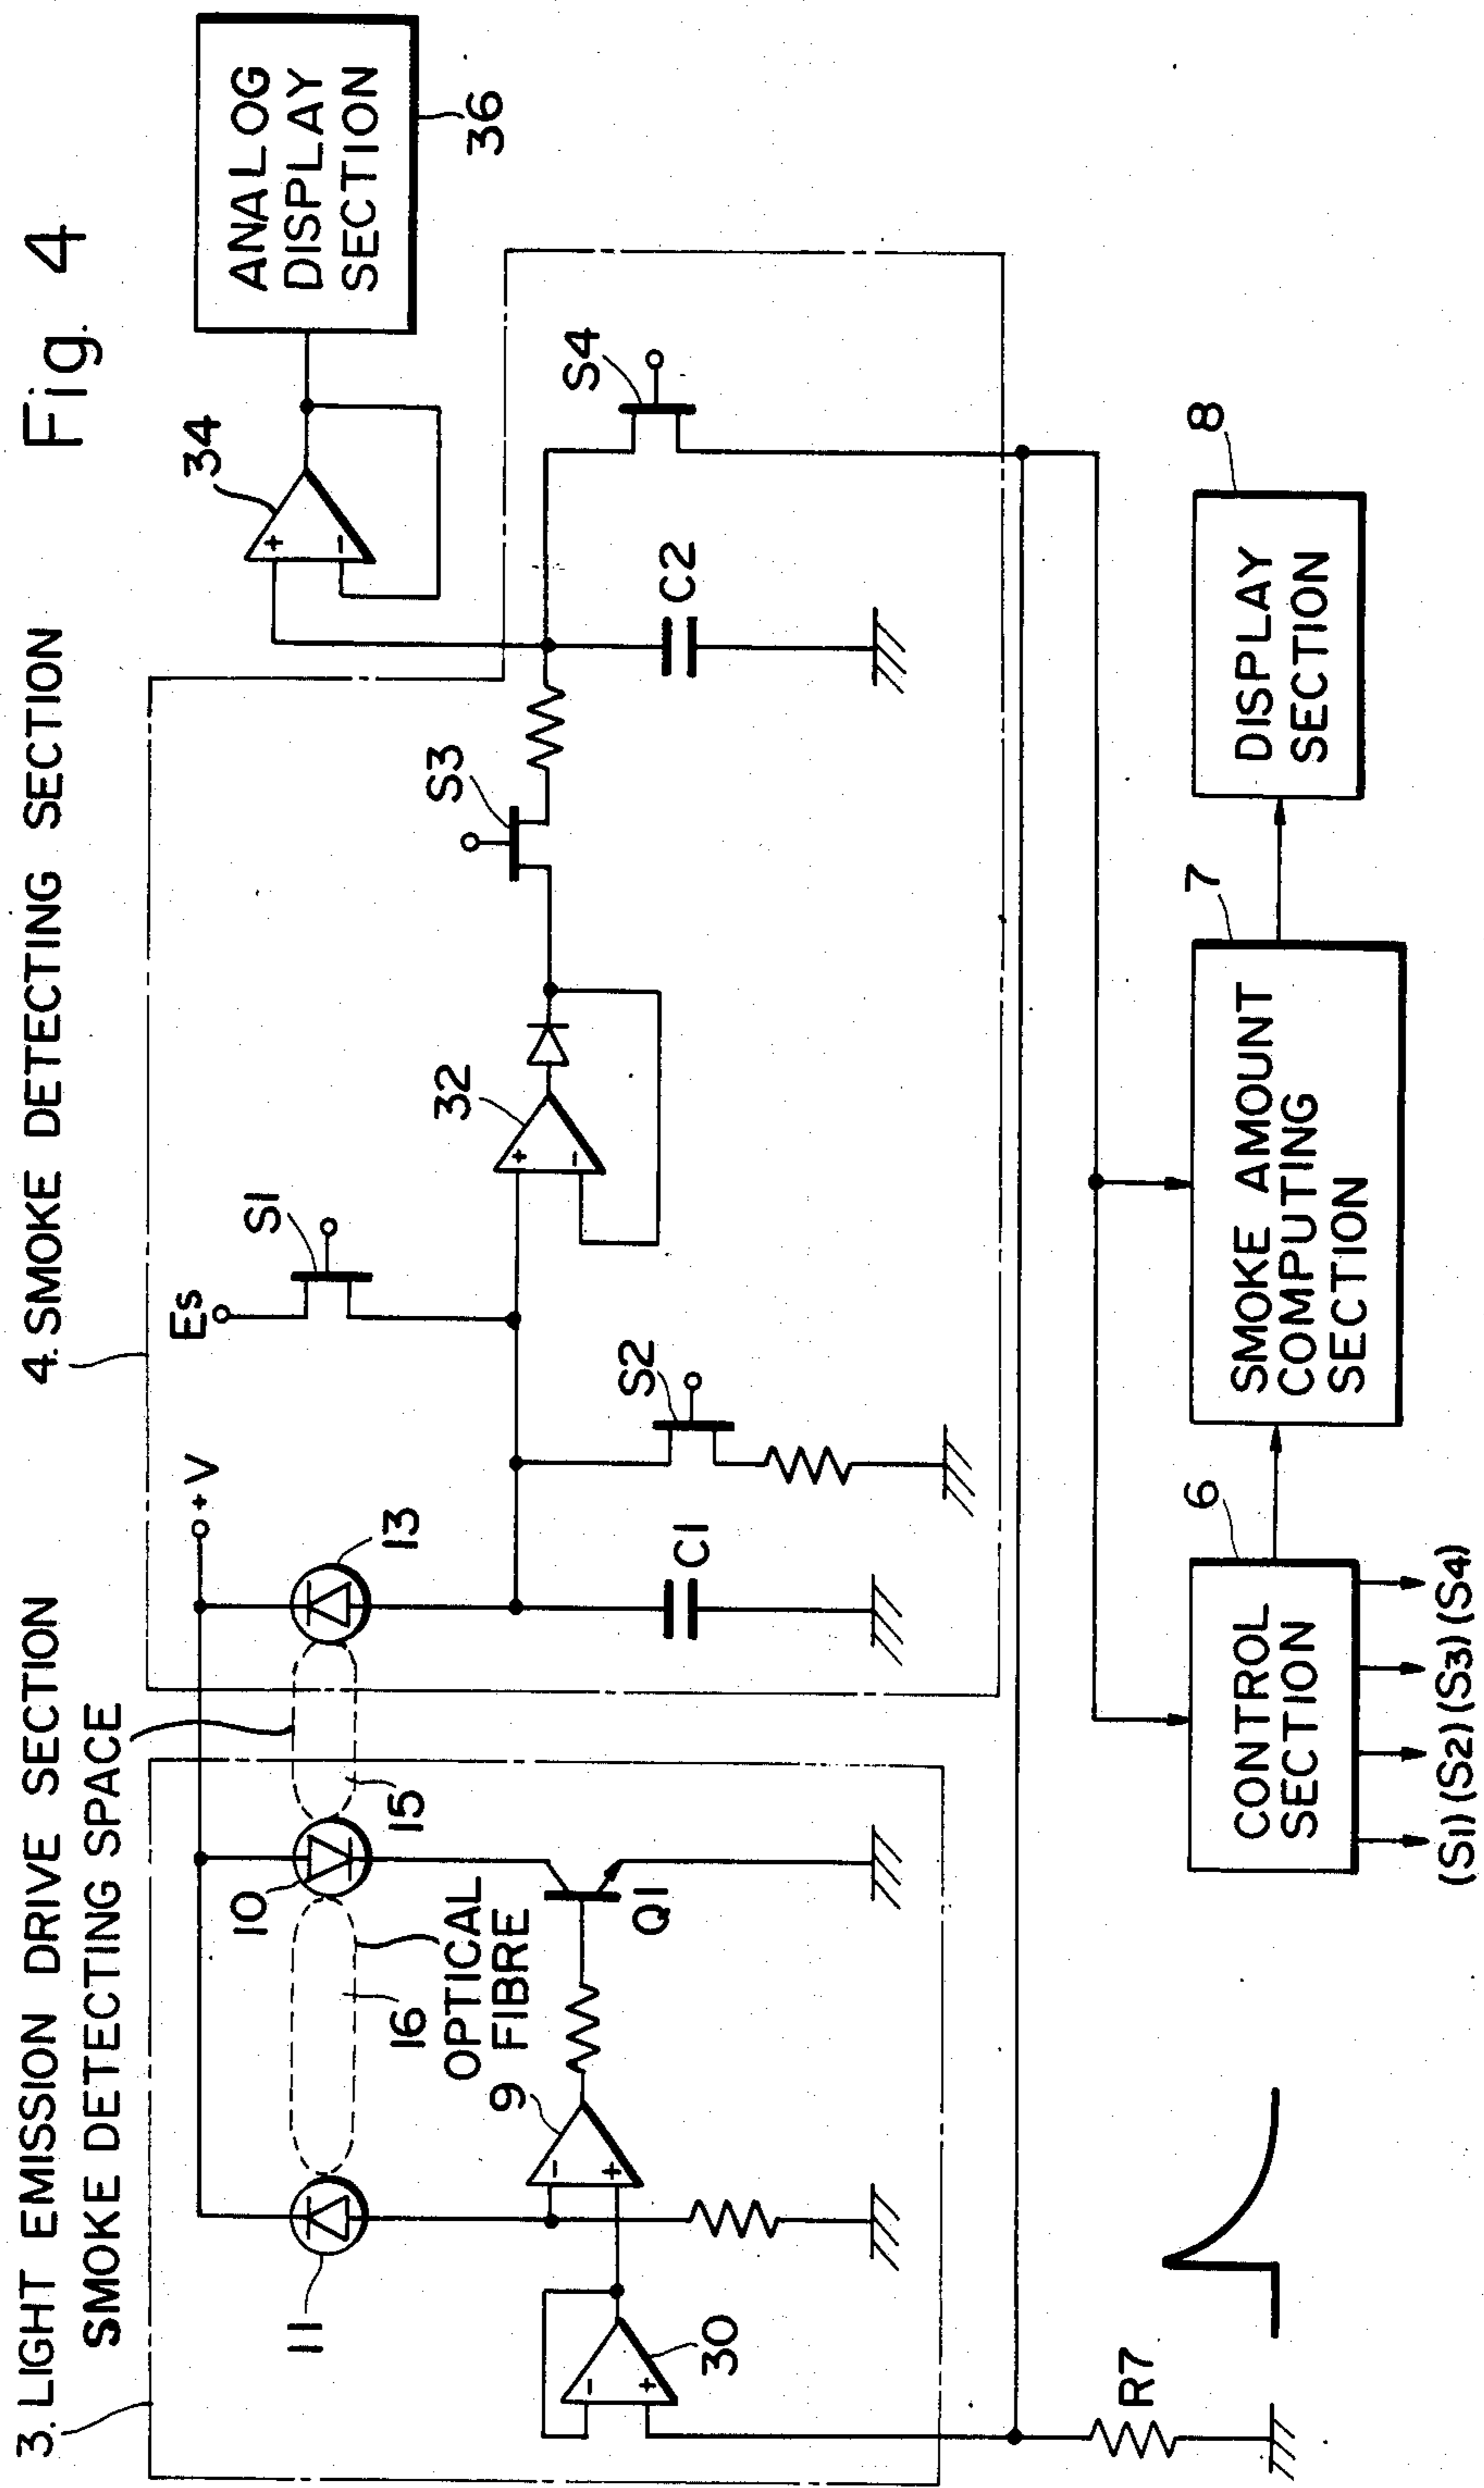 Fig. 4
3. LIGHT EMISSION DRIVE SECTION
SMOKE DETECTING SPACE
4. SMOKE DETECTING SECTION
+V
Es
S1
34
ANALOG
DISPLAY
SECTION
36
11
16
10
15
13
OPTICAL
FIBRE
9
30
Q1
C1
S2
32
S3
C2
S4
+
-
+
-
-
+
-
+
R7
6
CONTROL
SECTION
(S1) (S2) (S3) (S4)
7
SMOKE AMOUNT
COMPUTING
SECTION
8
DISPLAY
SECTION